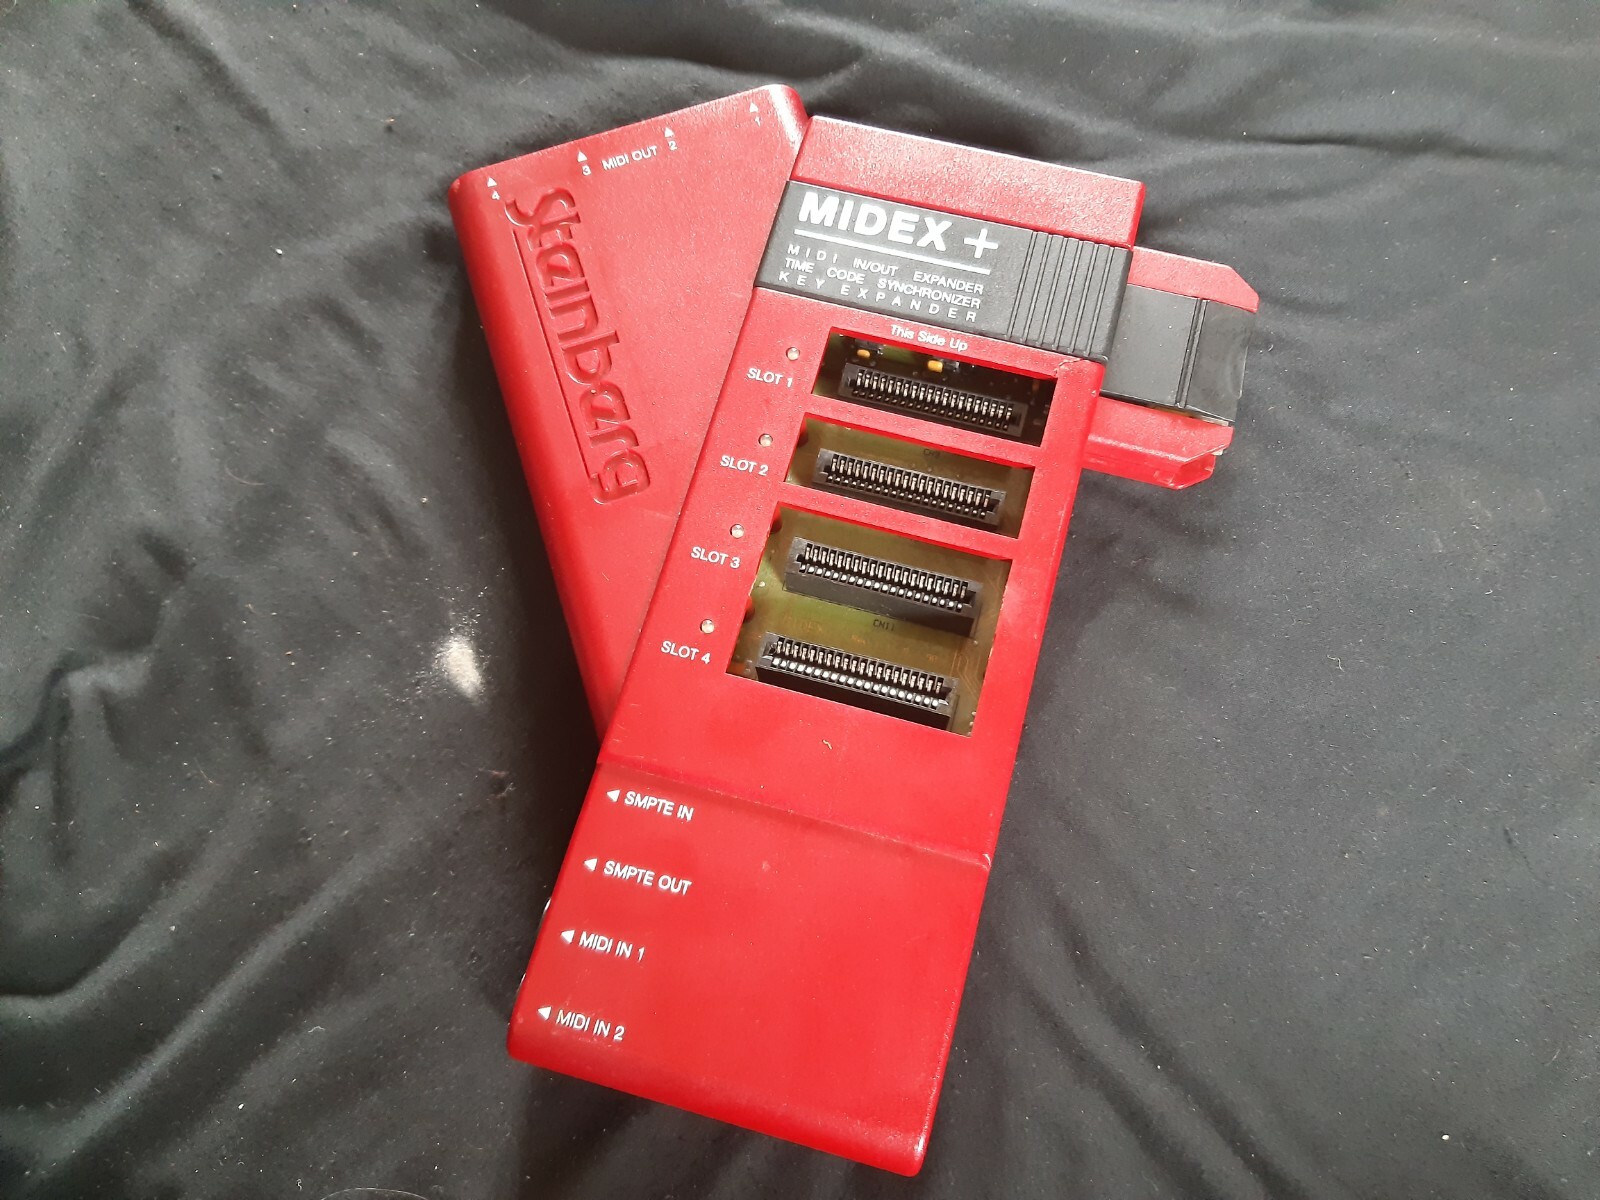 1
2
MIDI OUT
3
4
Steinberg
MIDEX +
MIDI IN/OUT EXPANDER
TIME CODE SYNCHRONIZER
KEY EXPANDER
This Side Up
SLOT 1
SLOT 2
SLOT 3
CN11
SLOT 4
SMPTE IN
SMPTE OUT
MIDI IN 1
MIDI IN 2